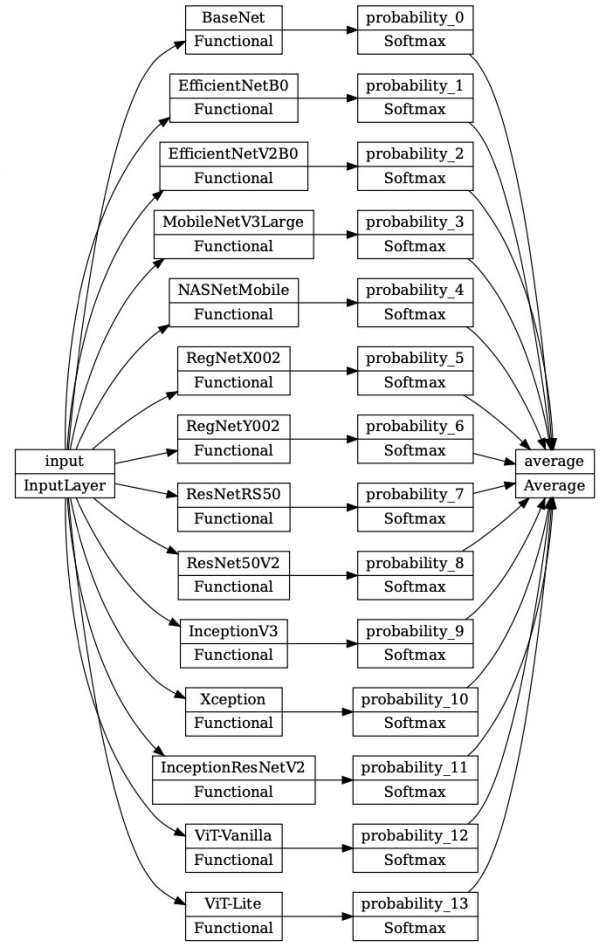 BaseNet
Functional
probability_0
Softmax
EfficientNetB0
Functional
probability_1
Softmax
EfficientNetV2B0
Functional
probability_2
Softmax
MobileNetV3Large
Functional
probability_3
Softmax
NASNetMobile
Functional
probability_4
Softmax
RegNetX002
Functional
probability_5
Softmax
RegNetY002
Functional
probability_6
Softmax
input
InputLayer
average
Average
ResNetRS50
Functional
probability_7
Softmax
ResNet50V2
Functional
probability_8
Softmax
InceptionV3
Functional
probability_9
Softmax
Xception
Functional
probability_10
Softmax
InceptionResNetV2
Functional
probability_11
Softmax
ViT-Vanilla
Functional
probability_12
Softmax
ViT-Lite
Functional
probability_13
Softmax